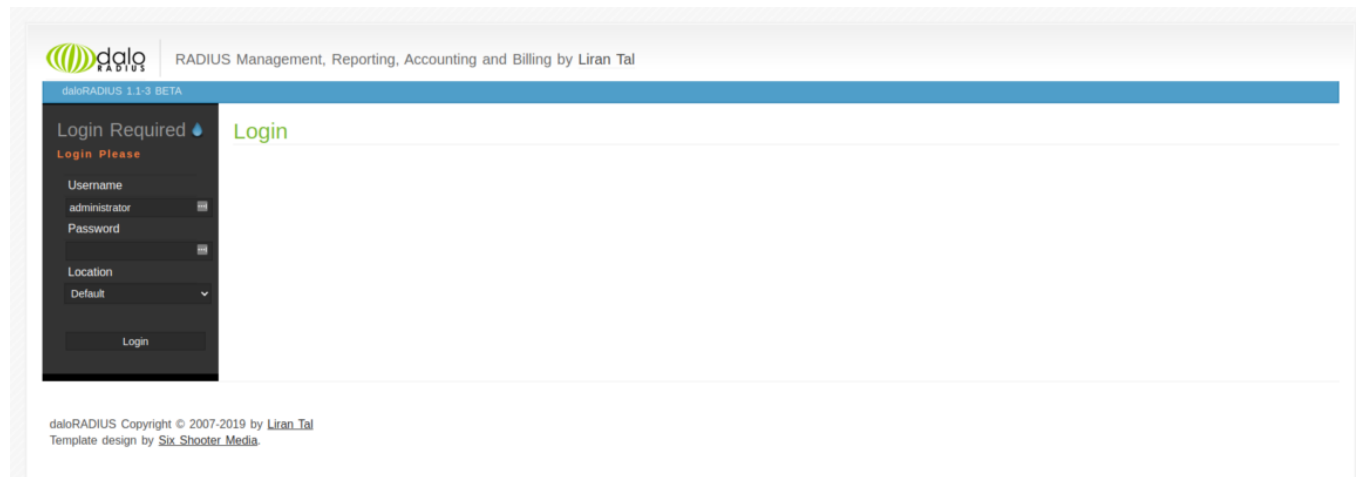 dalo
RADIUS
RADIUS Management, Reporting, Accounting and Billing by Liran Tal
daloRADIUS 1.1-3 BETA
Login Required
Login Please
Username
administrator
Password
Location
Default
Login
Login
daloRADIUS Copyright © 2007-2019 by Liran Tal
Template design by Six Shooter Media.